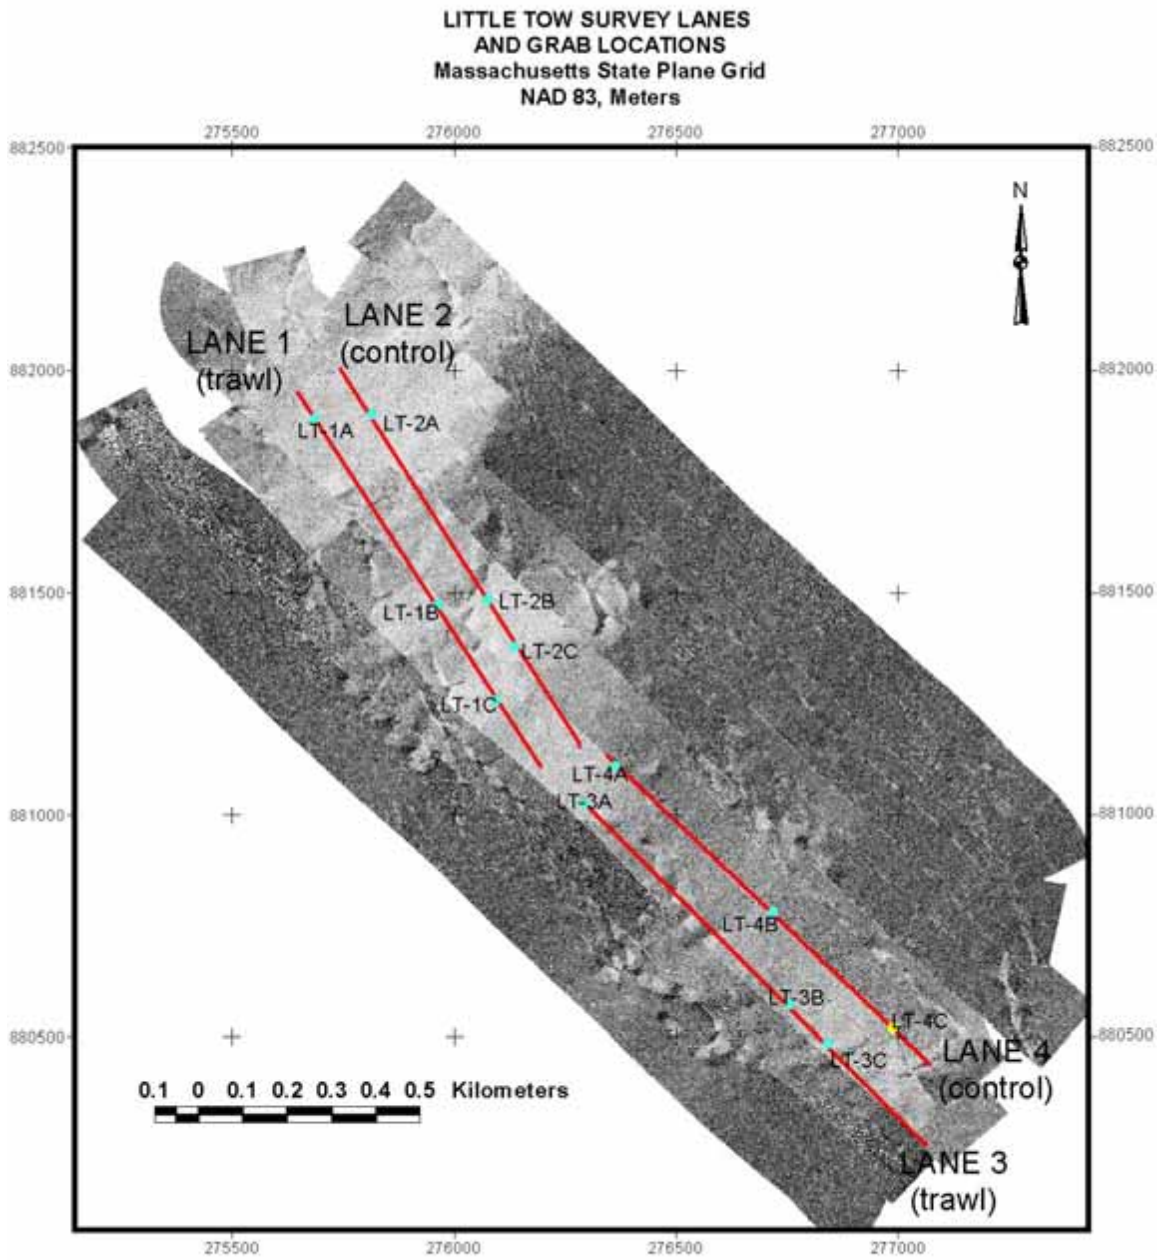 LITTLE TOW SURVEY LANES
AND GRAB LOCATIONS
Massachusetts State Plane Grid
NAD 83, Meters
275500 276000 276500 277000
882500 882500
N
LANE 2
(control)
LANE 1
(trawl)
882000 882000
LT-2A
LT-1A
881500 881500
LT-2B
LT-1B
LT-2C
LT-1C
LT-4A
LT-3A
881000 881000
LT-4B
LT-3B
LT-4C
880500 880500
LT-3C
LANE 4
(control)
0.1 0 0.1 0.2 0.3 0.4 0.5 Kilometers
LANE 3
(trawl)
275500 276000 276500 277000